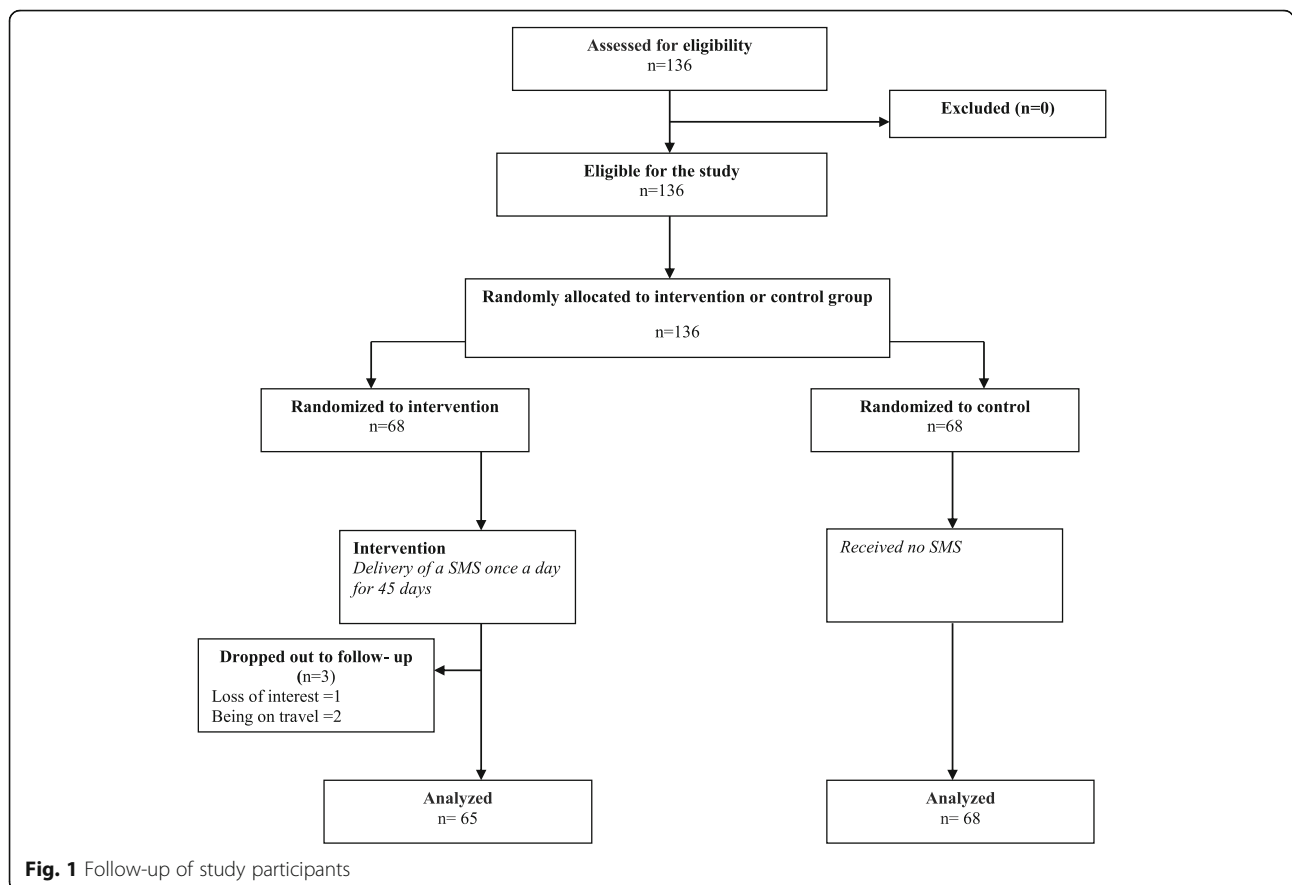 Assessed for eligibility
n=136
Excluded (n=0)
Eligible for the study
n=136
Randomly allocated to intervention or control group
n=136
Randomized to intervention
n=68
Randomized to control
n=68
Intervention
Delivery of a SMS once a day
for 45 days
Received no SMS
Dropped out to follow- up
(n=3)
Loss of interest =1
Being on travel =2
Analyzed
n= 65
Analyzed
n= 68
Fig. 1 Follow-up of study participants